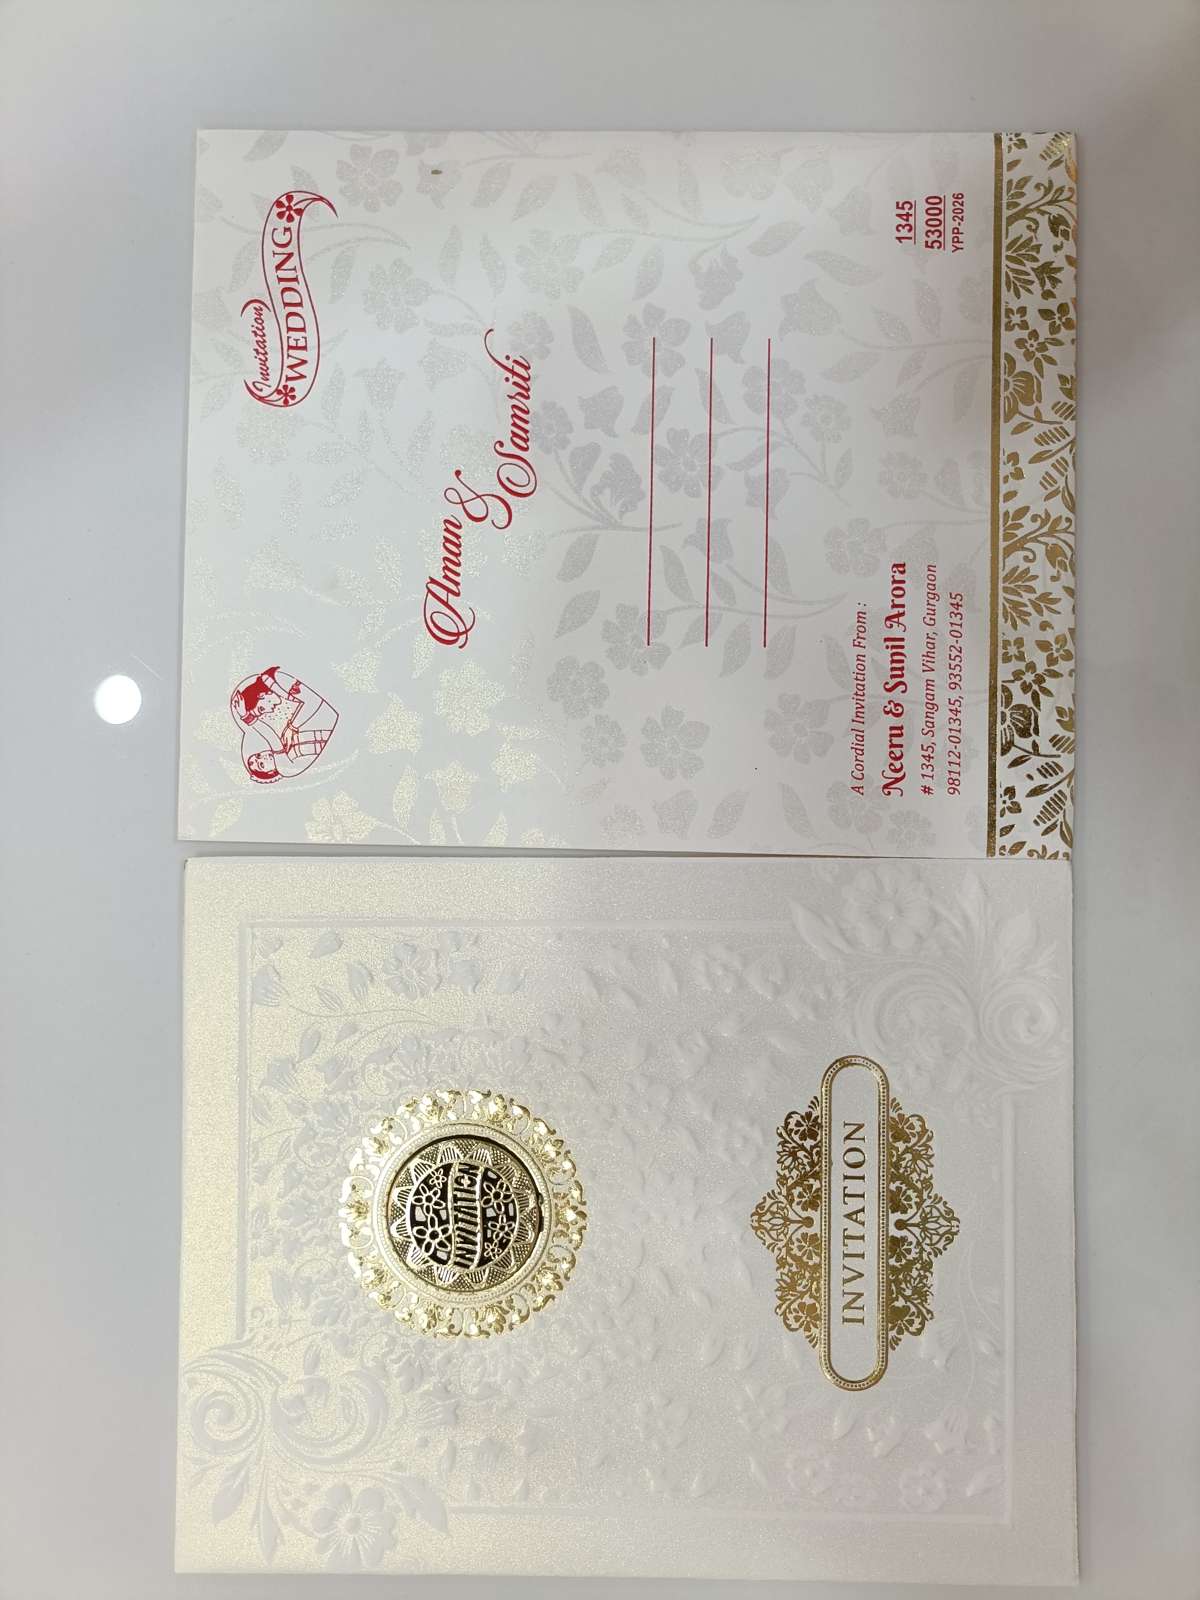 Invitation
WEDDING
Aman
&
Samriti
A Cordial Invitation From :
Neeru & Sunil Arora
# 1345, Sangam Vihar, Gurgaon
98112-01345, 93552-01345
1345
53000
YPP-2026
INVITATION
INVITATION